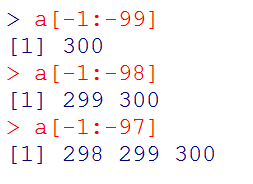 > a[-1:-99]
[1] 300
> a[-1:-98]
[1] 299 300
> a[-1:-97]
[1] 298 299 300